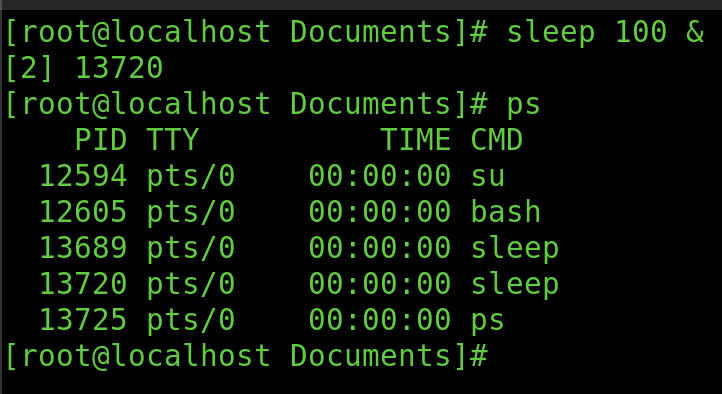 [root@localhost Documents]# sleep 100 &
[2] 13720
[root@localhost Documents]# ps
    PID TTY          TIME CMD
  12594 pts/0    00:00:00 su
  12605 pts/0    00:00:00 bash
  13689 pts/0    00:00:00 sleep
  13720 pts/0    00:00:00 sleep
  13725 pts/0    00:00:00 ps
[root@localhost Documents]#